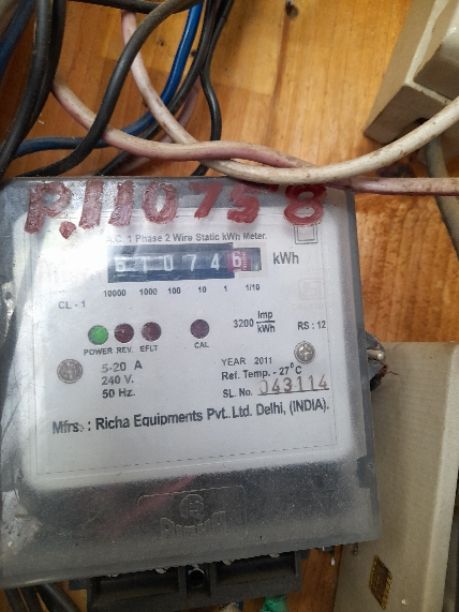 P.110758
A.C. 1 Phase 2 Wire Static kWh Meter.
610746 kWh
10000 1000 100 10 1 1/10
CL - 1
3200 Imp/kWh RS : 12
POWER REV. EFLT CAL
5-20 A
240 V.
50 Hz.
YEAR 2011
Ref. Temp. - 27°C
SL. No. 043114
Mfrs. : Richa Equipments Pvt. Ltd. Delhi, (INDIA).